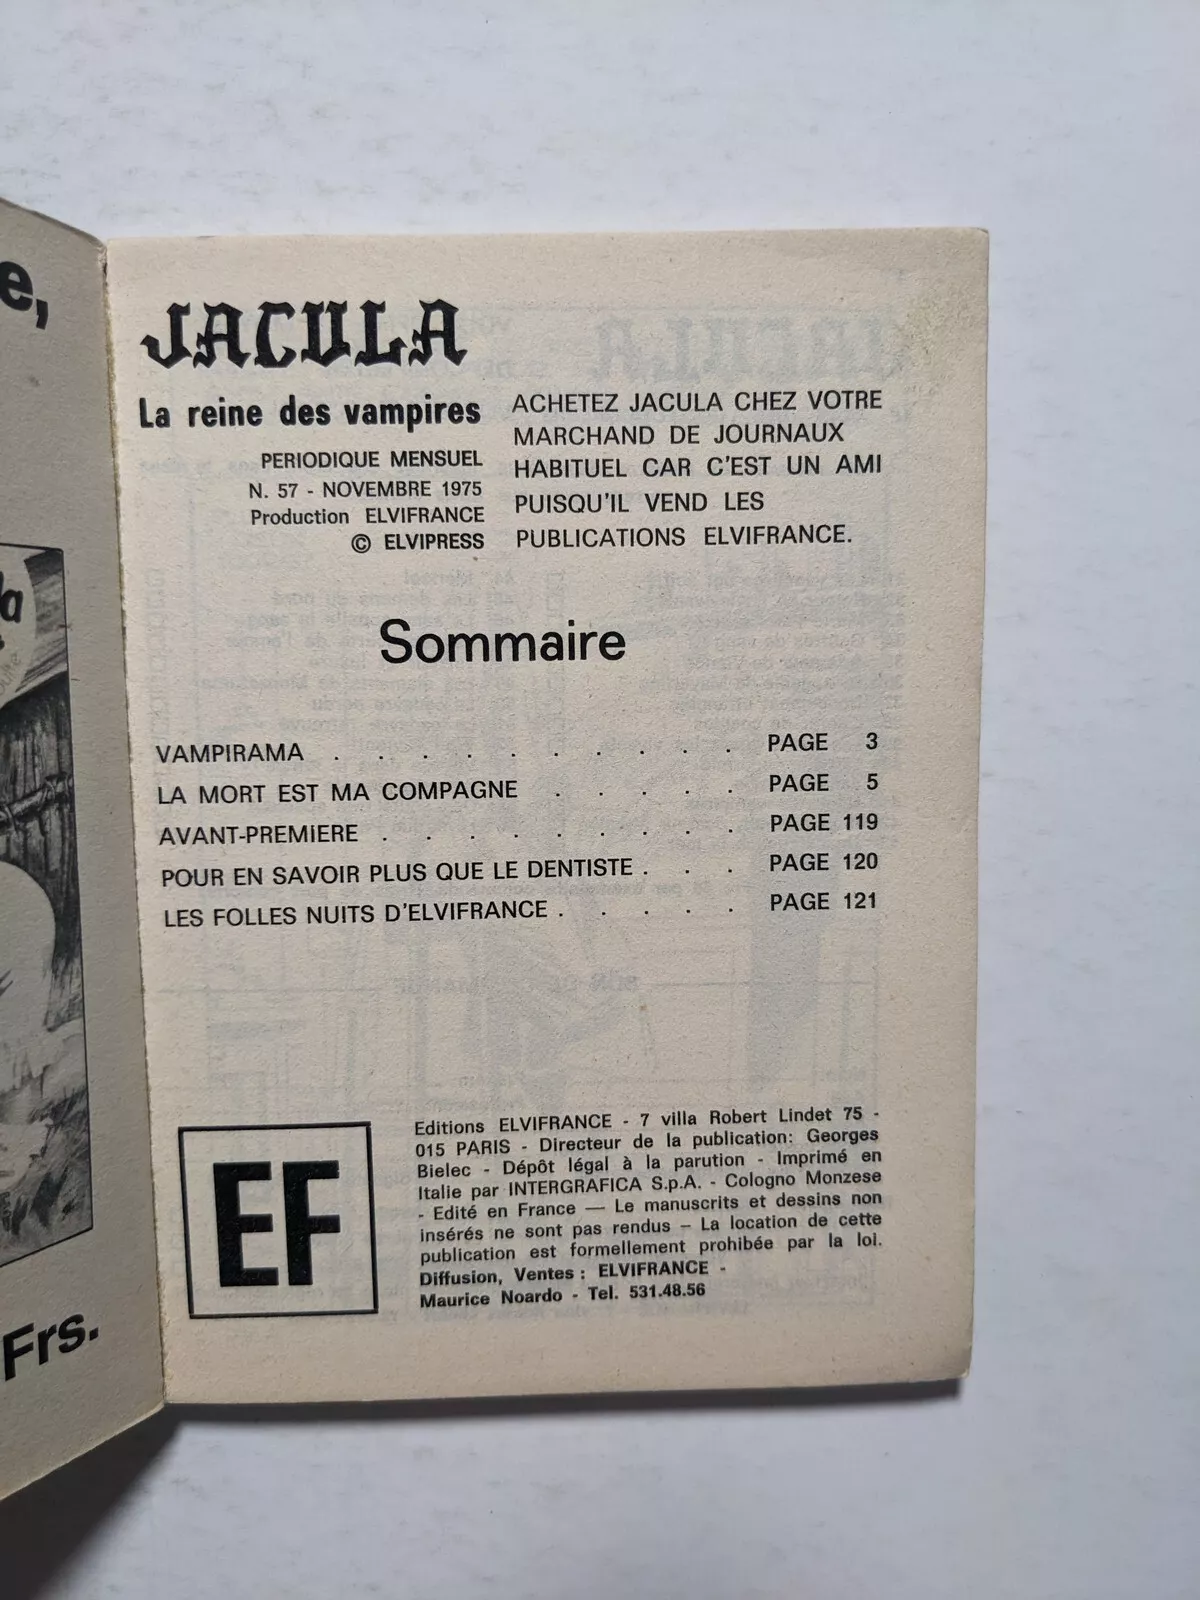 e,
Frs.
JACULA
La reine des vampires
PERIODIQUE MENSUEL
N. 57 - NOVEMBRE 1975
Production ELVIFRANCE
© ELVIPRESS
ACHETEZ JACULA CHEZ VOTRE
MARCHAND DE JOURNAUX
HABITUEL CAR C'EST UN AMI
PUISQU'IL VEND LES
PUBLICATIONS ELVIFRANCE.
Sommaire
VAMPIRAMA . . . . . . . . . PAGE 3
LA MORT EST MA COMPAGNE . . . . . PAGE 5
AVANT-PREMIERE . . . . . . . . . PAGE 119
POUR EN SAVOIR PLUS QUE LE DENTISTE . . . PAGE 120
LES FOLLES NUITS D'ELVIFRANCE . . . . . PAGE 121
EF
Editions ELVIFRANCE - 7 villa Robert Lindet 75 -
015 PARIS - Directeur de la publication: Georges
Bielec - Dépôt légal à la parution - Imprimé en
Italie par INTERGRAFICA S.p.A. - Cologno Monzese
- Edité en France — Le manuscrits et dessins non
insérés ne sont pas rendus – La location de cette
publication est formellement prohibée par la loi.
Diffusion, Ventes : ELVIFRANCE -
Maurice Noardo - Tel. 531.48.56